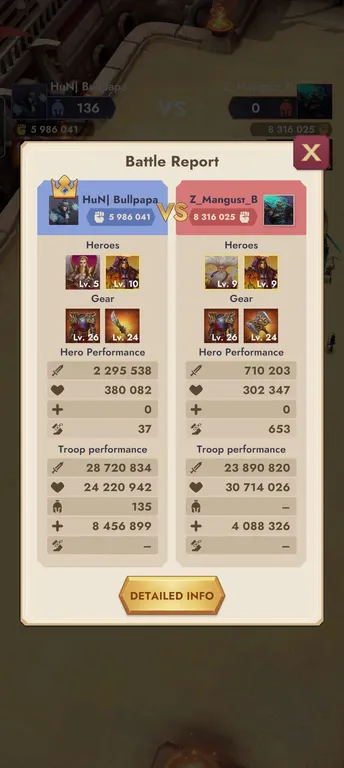 HuN| Bullpapa
136 VS 0
5 986 041 8 316 025
Battle Report
X
HuN| Bullpapa VS Z_Mangust_B
5 986 041 8 316 025
Heroes Heroes
Lv. 5 Lv. 10 Lv. 9 Lv. 9
Gear Gear
Lv. 26 Lv. 24 Lv. 26 Lv. 24
Hero Performance Hero Performance
2 295 538 710 203
380 082 302 347
0 0
37 653
Troop performance Troop performance
28 720 834 23 890 820
24 220 942 30 714 026
135 –
8 456 899 4 088 326
– –
DETAILED INFO